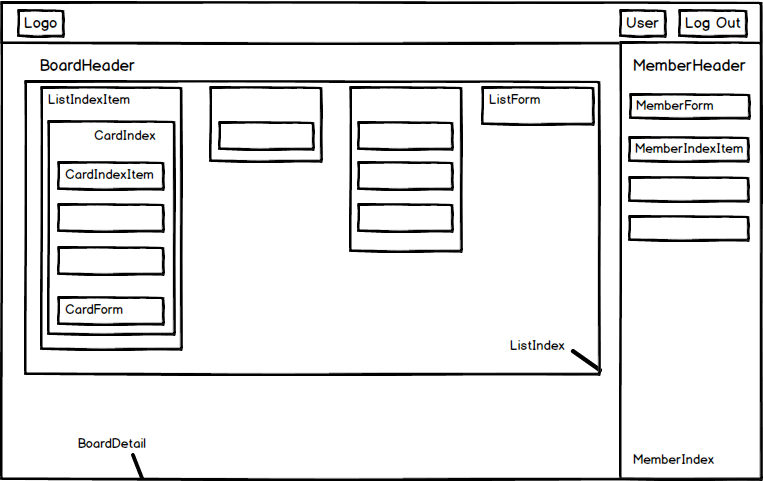 Logo
User
Log Out
BoardHeader
MemberHeader
ListIndexItem
ListForm
MemberForm
CardIndex
MemberIndexItem
CardIndexItem
CardForm
ListIndex
BoardDetail
MemberIndex